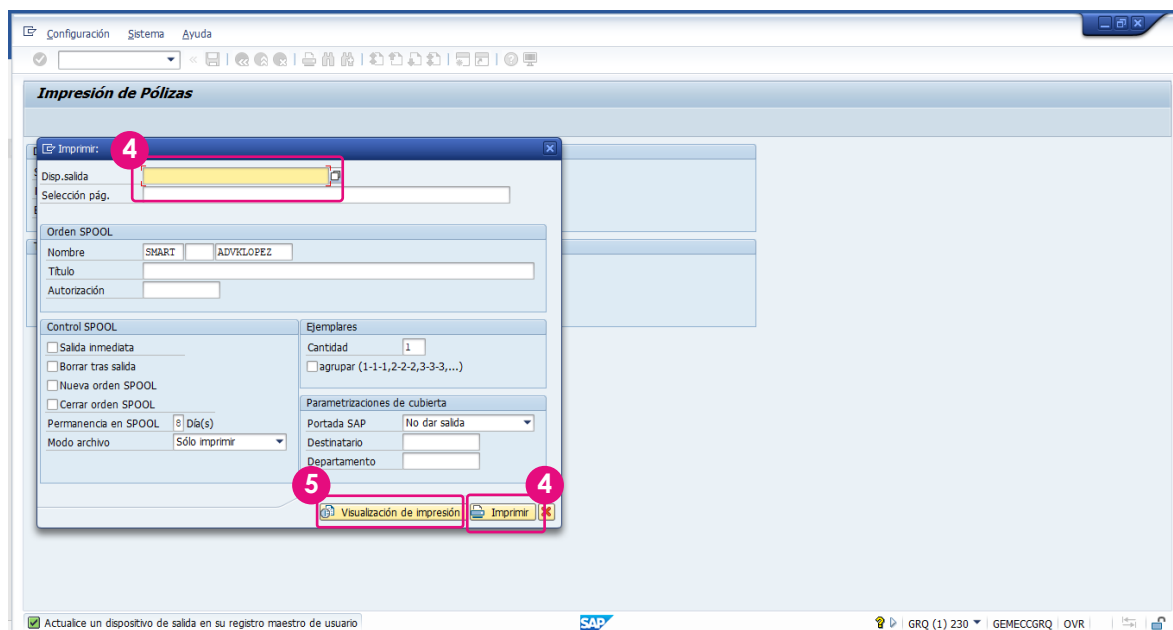 Configuración Sistema Ayuda
Impresión de Pólizas
Imprimir:
4
Disp.salida
Selección pág.
Orden SPOOL
Nombre SMART ADVKLOPEZ
Título
Autorización
Control SPOOL
Salida inmediata
Borrar tras salida
Nueva orden SPOOL
Cerrar orden SPOOL
Permanencia en SPOOL 8 Día(s)
Modo archivo Sólo imprimir
Ejemplares
Cantidad 1
agrupar (1-1-1,2-2-2,3-3-3,...)
Parametrizaciones de cubierta
Portada SAP No dar salida
Destinatario
Departamento
5 4
Visualización de impresión Imprimir
Actualice un dispositivo de salida en su registro maestro de usuario SAP GRQ (1) 230 GEMECCGRQ OVR